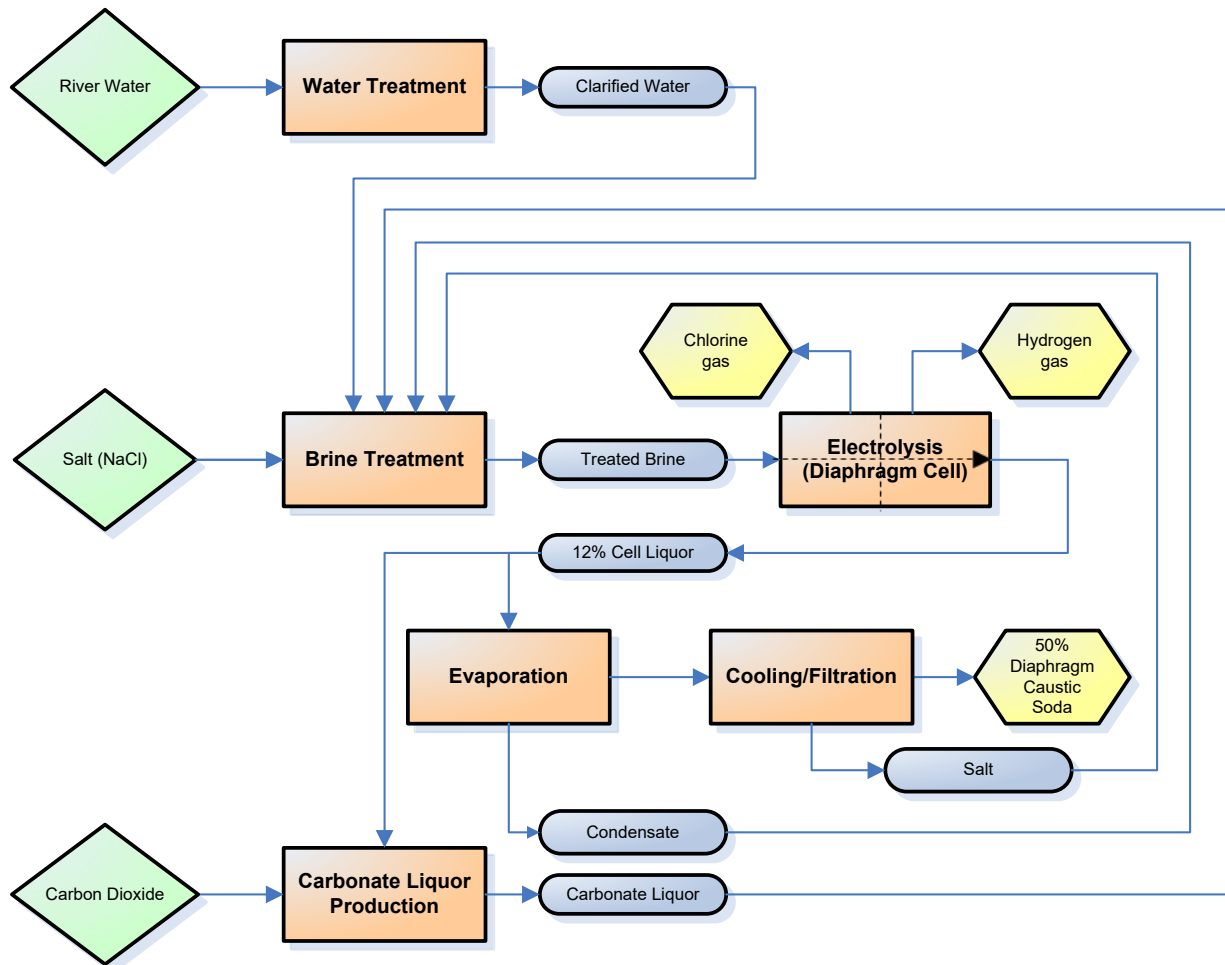 River Water
Water Treatment
Clarified Water
Chlorine
gas
Hydrogen
gas
Salt (NaCl)
Brine Treatment
Treated Brine
Electrolysis
(Diaphragm Cell)
12% Cell Liquor
Evaporation
Cooling/Filtration
50%
Diaphragm
Caustic
Soda
Salt
Condensate
Carbon Dioxide
Carbonate Liquor
Production
Carbonate Liquor